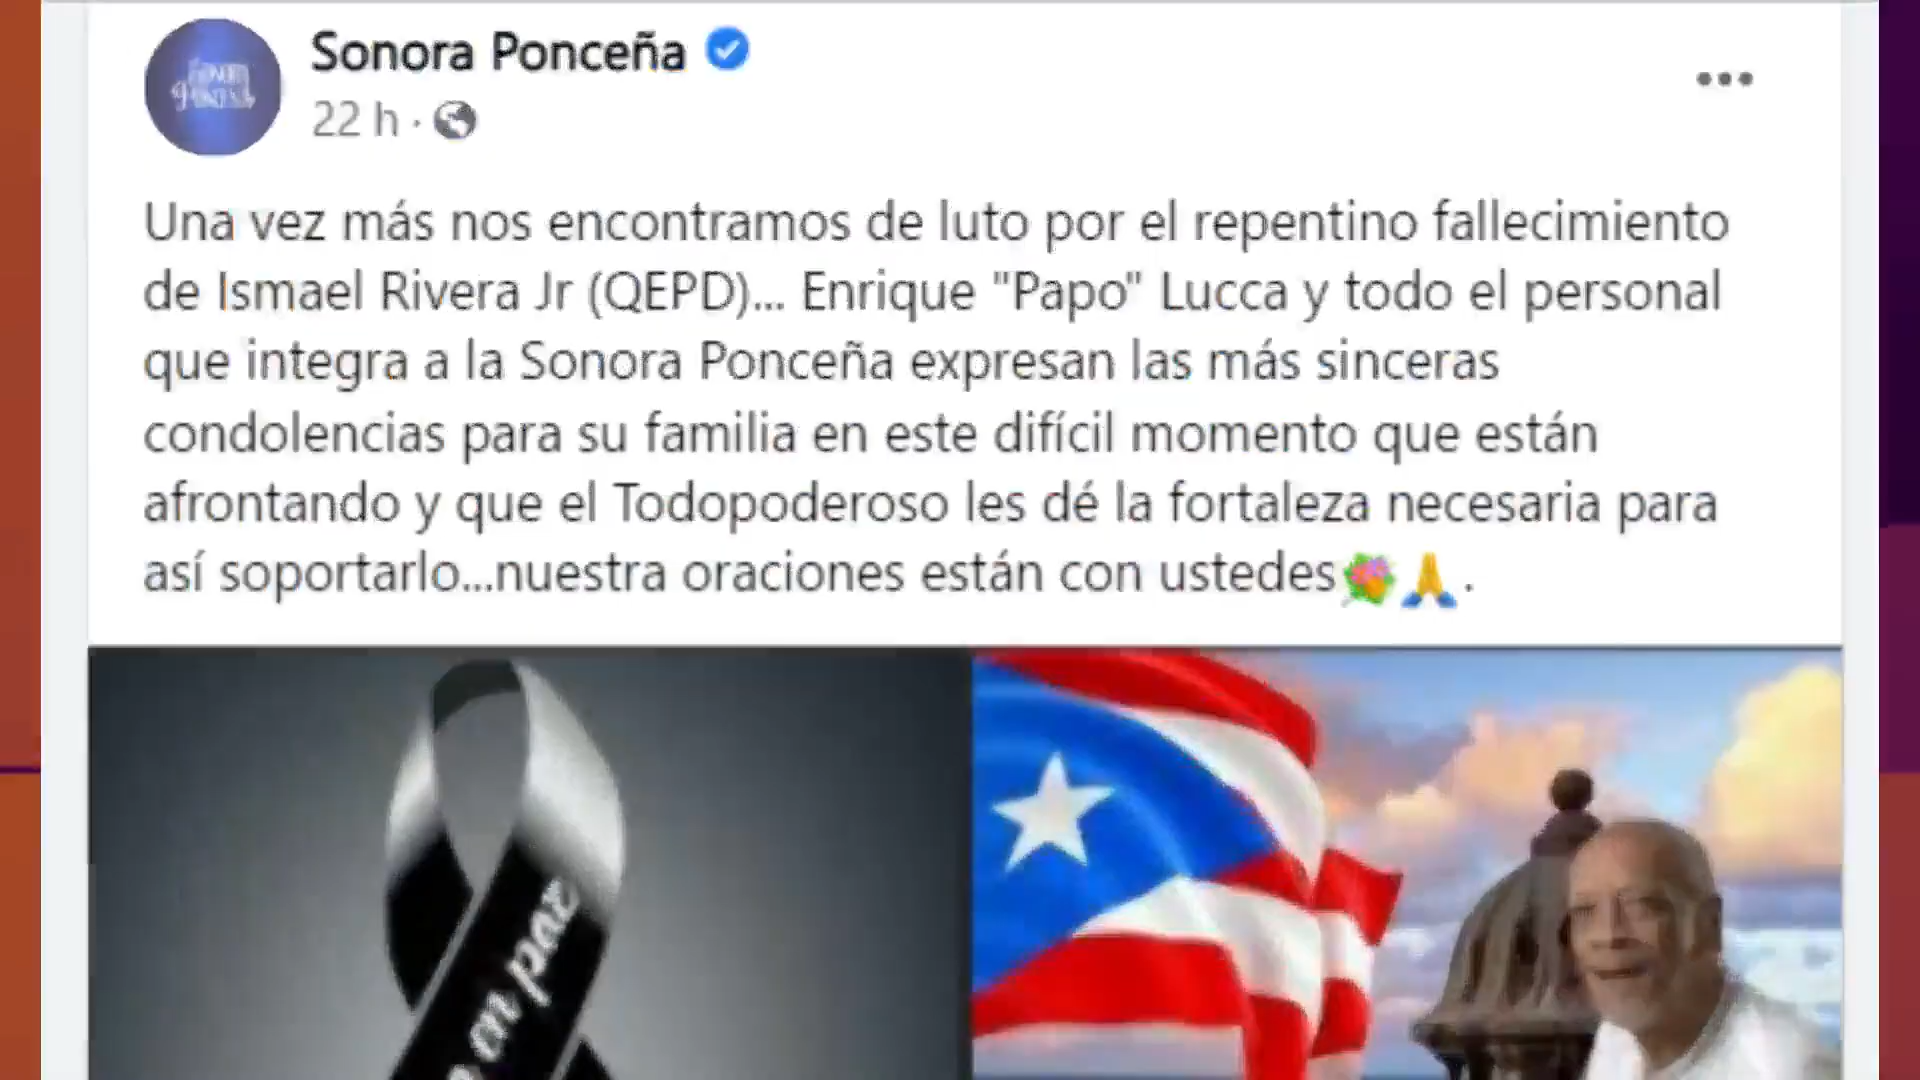 Sonora Ponceña
22 h ·
Una vez más nos encontramos de luto por el repentino fallecimiento
de Ismael Rivera Jr (QEPD)... Enrique "Papo" Lucca y todo el personal
que integra a la Sonora Ponceña expresan las más sinceras
condolencias para su familia en este difícil momento que están
afrontando y que el Todopoderoso les dé la fortaleza necesaria para
así soportarlo...nuestra oraciones están con ustedes💐🙏.
en paz